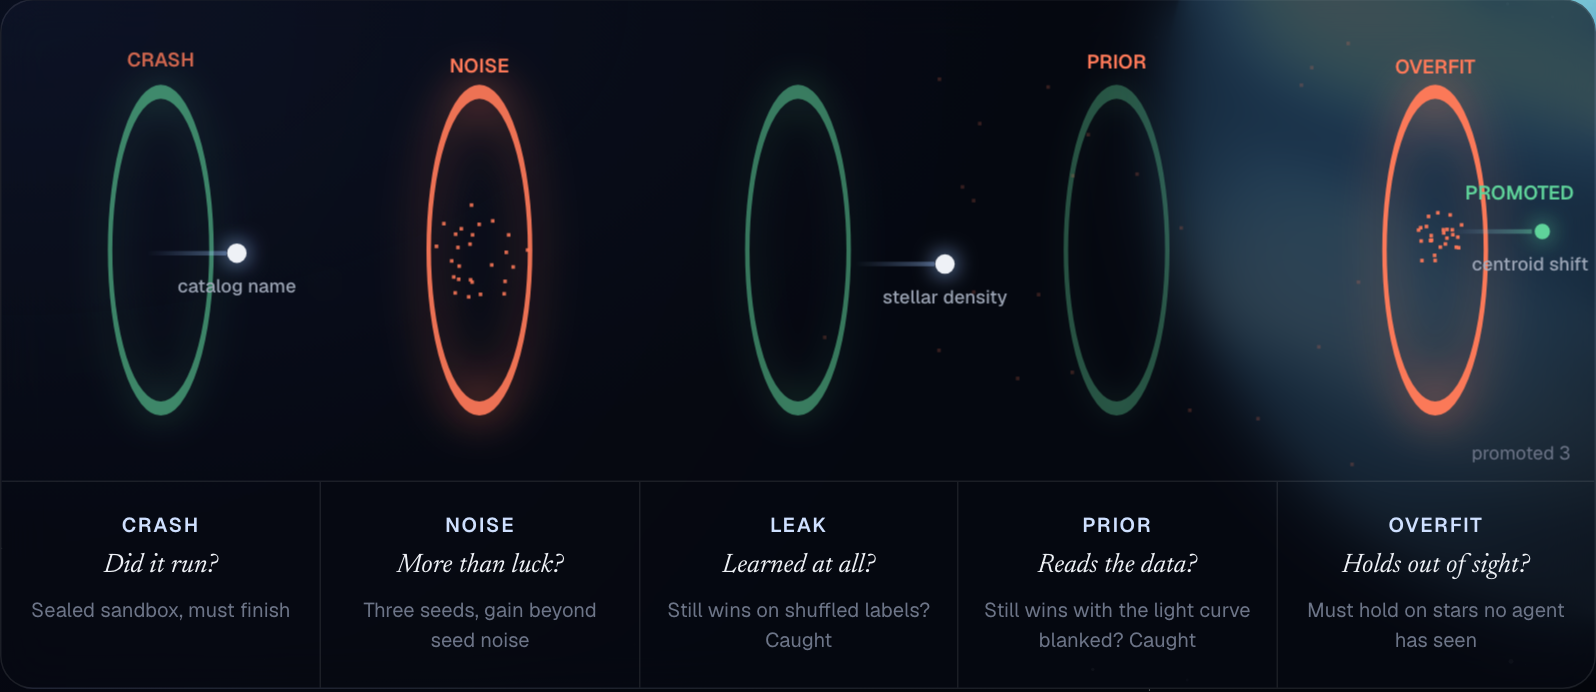 CRASH
NOISE
PRIOR
OVERFIT
PROMOTED
catalog name
stellar density
centroid shift
promoted 3
CRASH
Did it run?
Sealed sandbox, must finish
NOISE
More than luck?
Three seeds, gain beyond
seed noise
LEAK
Learned at all?
Still wins on shuffled labels?
Caught
PRIOR
Reads the data?
Still wins with the light curve
blanked? Caught
OVERFIT
Holds out of sight?
Must hold on stars no agent
has seen